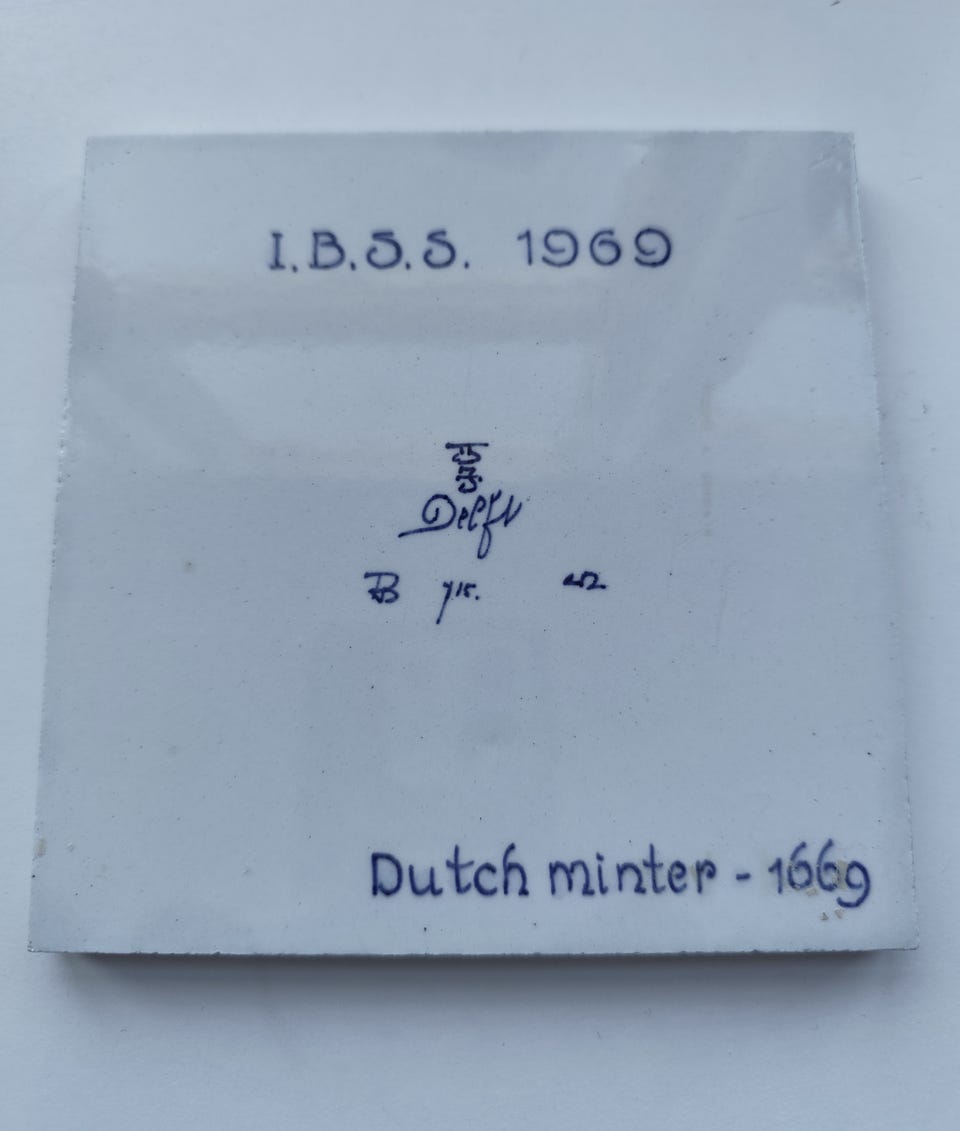 I.B.S.S. 1969
Delft
B
Dutch minter - 1669